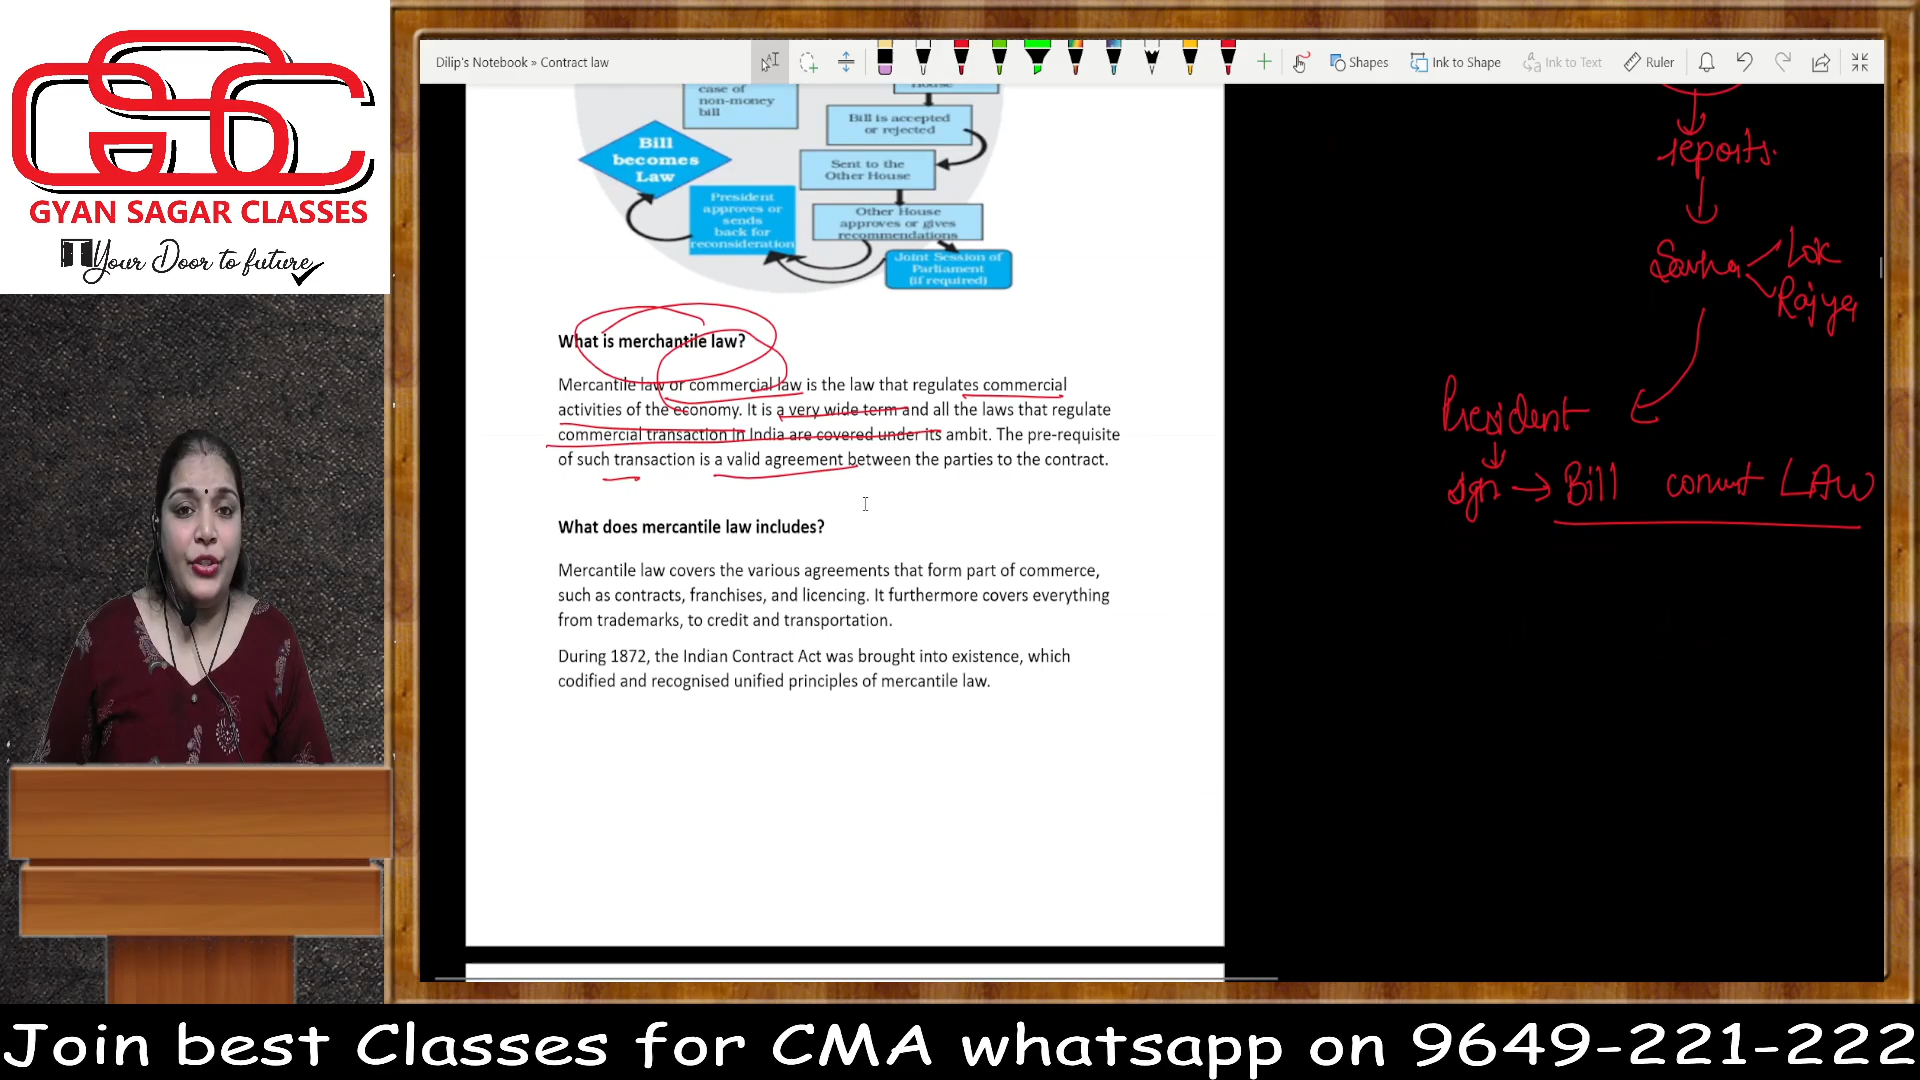 GSC
GYAN SAGAR CLASSES
Your Door to future
Dilip's Notebook » Contract law
Shapes
Ink to Shape
Ink to Text
Ruler
case of
non-money
bill
House
Bill is accepted
or rejected
Bill
becomes
Law
Sent to the
Other House
President
approves or
sends
back for
reconsideration
Other House
approves or gives
recommendations
Joint Session of
Parliament
(if required)
What is merchantile law?
Mercantile law or commercial law is the law that regulates commercial
activities of the economy. It is a very wide term and all the laws that regulate
commercial transaction in India are covered under its ambit. The pre-requisite
of such transaction is a valid agreement between the parties to the contract.
What does mercantile law includes?
Mercantile law covers the various agreements that form part of commerce,
such as contracts, franchises, and licencing. It furthermore covers everything
from trademarks, to credit and transportation.
During 1872, the Indian Contract Act was brought into existence, which
codified and recognised unified principles of mercantile law.
reports.
Lok
Rajya
President
sgn → Bill LAW
Join best Classes for CMA whatsapp on 9649-221-222